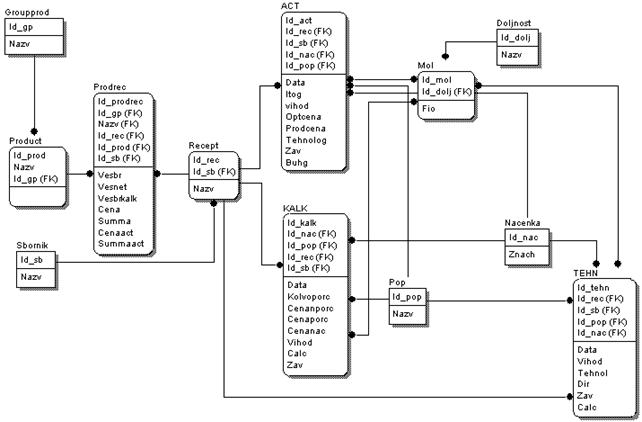 Groupprod
Id_gp
Nazv
Product
Id_prod
Nazv
Id_gp (FK)
Prodrec
Id_prodrec
Id_gp (FK)
Nazv (FK)
Id_rec (FK)
Id_prod (FK)
Id_sb (FK)
Vesbr
Vesnet
Vesbrkalk
Cena
Summa
Cenaact
Summaact
Sbornik
Id_sb
Nazv
Recept
Id_rec
Id_sb (FK)
Nazv
ACT
Id_act
Id_rec (FK)
Id_sb (FK)
Id_nac (FK)
Id_pop (FK)
Data
Itog
vihod
Optcena
Prodcena
Tehnolog
Zav
Buhg
KALK
Id_kalk
Id_nac (FK)
Id_pop (FK)
Id_rec (FK)
Id_sb (FK)
Data
Kolvoporc
Cenanporc
Cenaporc
Cenanac
Vihod
Calc
Zav
Doljnost
Id_dolj
Nazv
Mol
Id_mol
Id_dolj (FK)
Fio
Nacenka
Id_nac
Znach
Pop
Id_pop
Nazv
TEHN
Id_tehn
Id_rec (FK)
Id_sb (FK)
Id_pop (FK)
Id_nac (FK)
Data
Vihod
Tehnol
Dir
Zav
Calc